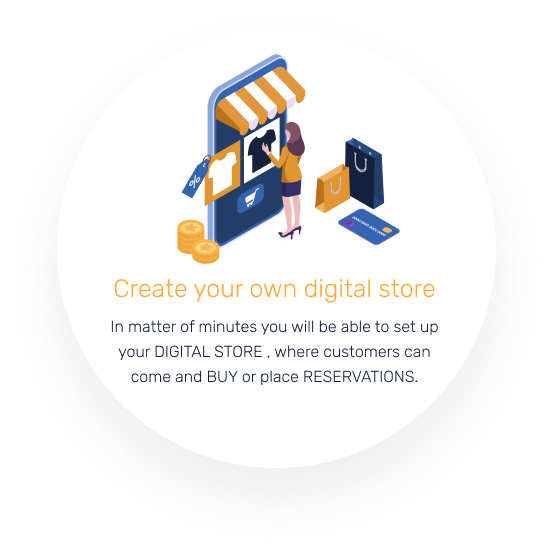 %
Create your own digital store
In matter of minutes you will be able to set up
your DIGITAL STORE , where customers can
come and BUY or place RESERVATIONS.